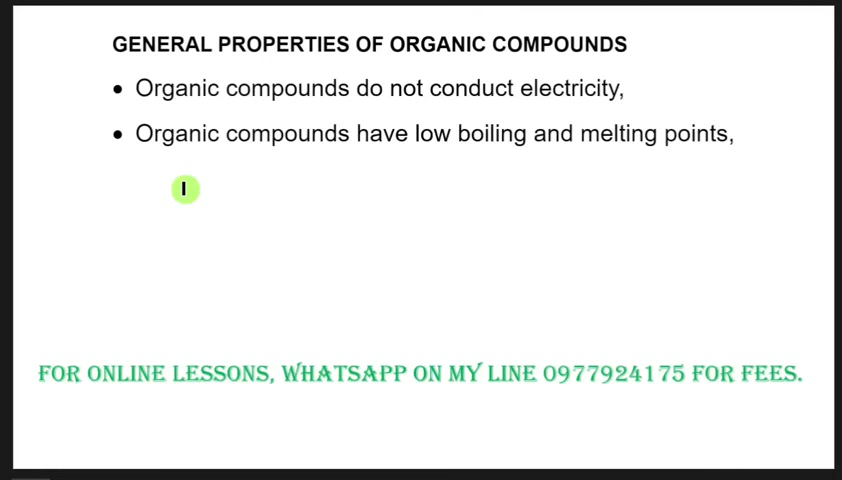 GENERAL PROPERTIES OF ORGANIC COMPOUNDS
• Organic compounds do not conduct electricity,
• Organic compounds have low boiling and melting points,
FOR ONLINE LESSONS, WHATSAPP ON MY LINE 0977924175 FOR FEES.